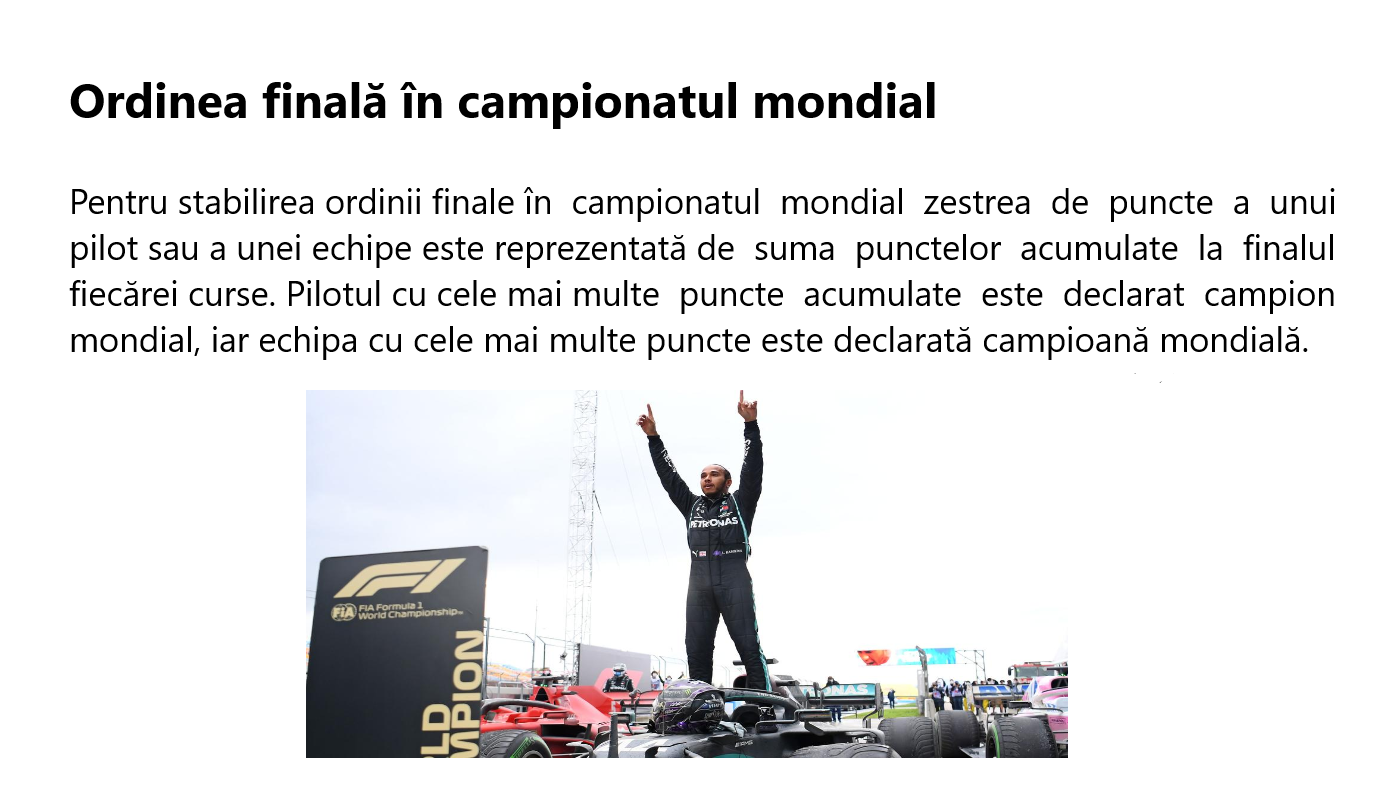 Ordinea finală în campionatul mondial
Pentru stabilirea ordinii finale în campionatul mondial zestrea de puncte a unui
pilot sau a unei echipe este reprezentată de suma punctelor acumulate la finalul
fiecărei curse. Pilotul cu cele mai multe puncte acumulate este declarat campion
mondial, iar echipa cu cele mai multe puncte este declarată campioană mondială.
PETRONAS
F1
FIA FIA Formula 1
World Championship
LD
MPION